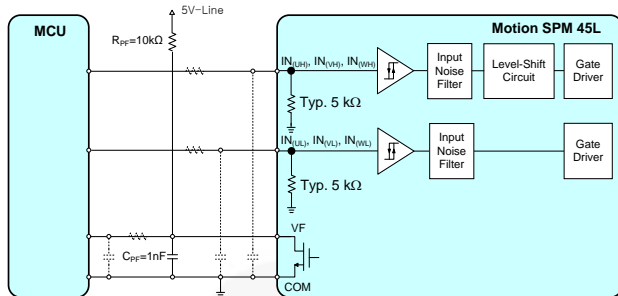 5V-Line
MCU
Motion SPM 45L
R_PF=10kΩ
IN_(UH), IN_(VH), IN_(WH)
Input Noise Filter
Level-Shift Circuit
Gate Driver
Typ. 5 kΩ
IN_(UL), IN_(VL), IN_(WL)
Input Noise Filter
Gate Driver
Typ. 5 kΩ
VF
C_PF=1nF
COM